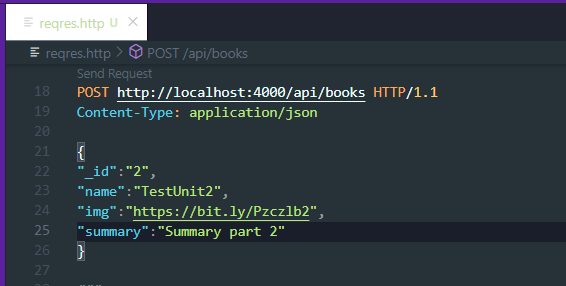 reqres.http U
reqres.http > POST /api/books
Send Request
18 POST http://localhost:4000/api/books HTTP/1.1
19 Content-Type: application/json
20
21 {
22 "_id":"2",
23 "name":"TestUnit2",
24 "img":"https://bit.ly/Pzczlb2",
25 "summary":"Summary part 2"
26 }
27